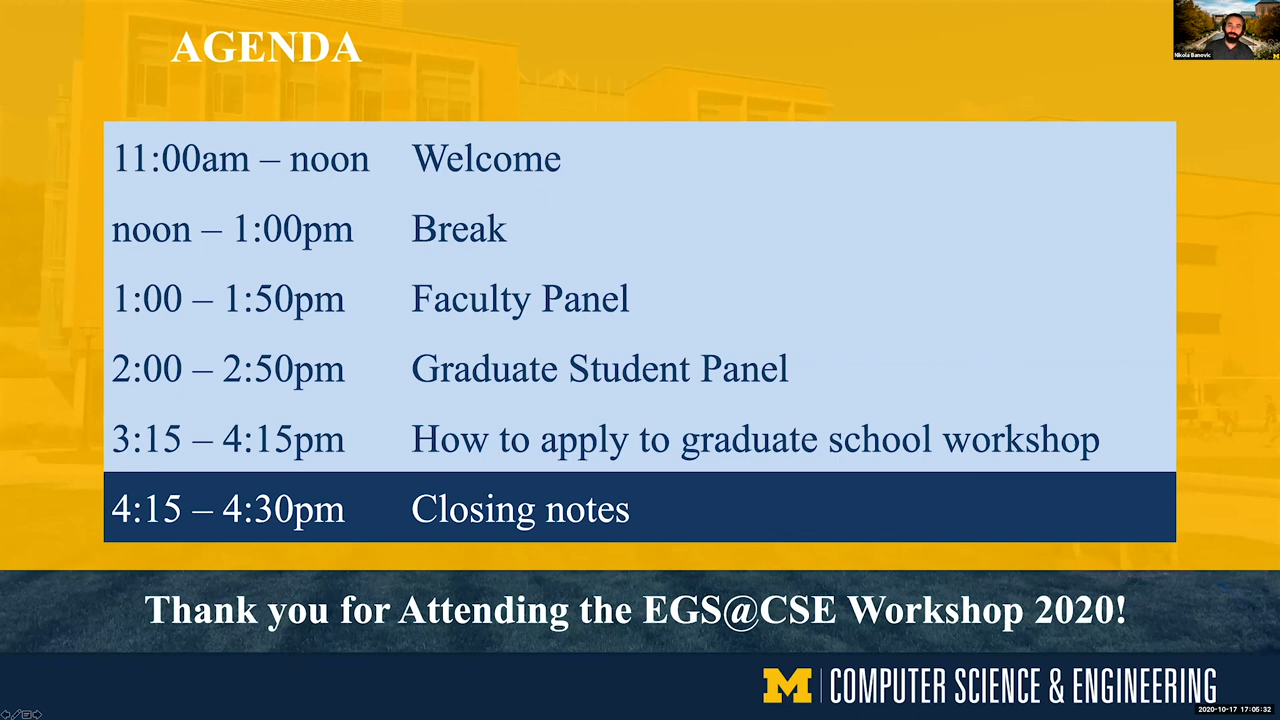 AGENDA
Nikola Banovic
11:00am – noon Welcome
noon – 1:00pm Break
1:00 – 1:50pm Faculty Panel
2:00 – 2:50pm Graduate Student Panel
3:15 – 4:15pm How to apply to graduate school workshop
4:15 – 4:30pm Closing notes
Thank you for Attending the EGS@CSE Workshop 2020!
M | COMPUTER SCIENCE & ENGINEERING
2020-10-17 17:05:32